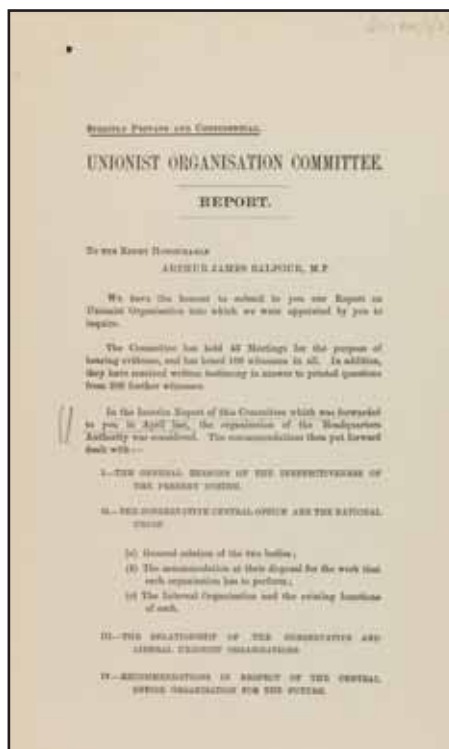 STRICTLY PRIVATE AND CONFIDENTIAL.
UNIONIST ORGANISATION COMMITTEE.
REPORT.
TO THE RIGHT HONOURABLE
ARTHUR JAMES BALFOUR, M.P.
We have the honour to submit to you our Report on
Unionist Organisation into which we were appointed by you to
inquire.
The Committee has held Meetings for the purpose of
hearing evidence, and has heard witnesses in all. In addition,
they have received written testimony in answer to printed questions
from further witnesses.
In the Interim Report of this Committee which was forwarded
to you in April last, the organisation of the Headquarters
Authority was considered. The recommendations then put forward
dealt with—
I.—THE GENERAL REASONS OF THE INEFFECTIVENESS OF
THE PRESENT SYSTEM.
II.—THE CONSERVATIVE CENTRAL OFFICE AND THE NATIONAL
UNION
(a) General relation of the two bodies;
(b) The accommodation at their disposal for the work that
each organisation has to perform;
(c) The Internal Organisation and the existing functions
of each.
III.—THE RELATIONSHIP OF THE CONSERVATIVE AND
LIBERAL UNIONIST ORGANISATIONS
IV.—RECOMMENDATIONS IN RESPECT OF THE CENTRAL
OFFICE ORGANISATION FOR THE FUTURE.